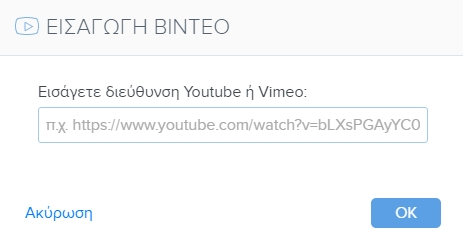 ΕΙΣΑΓΩΓΗ ΒΙΝΤΕΟ
Εισάγετε διεύθυνση Youtube ή Vimeo:
π.χ. https://www.youtube.com/watch?v=bLXsPGAyYC0
Ακύρωση OK